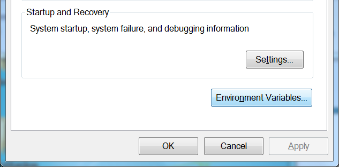 Startup and Recovery
System startup, system failure, and debugging information
Settings...
Environment Variables...
OK
Cancel
Apply